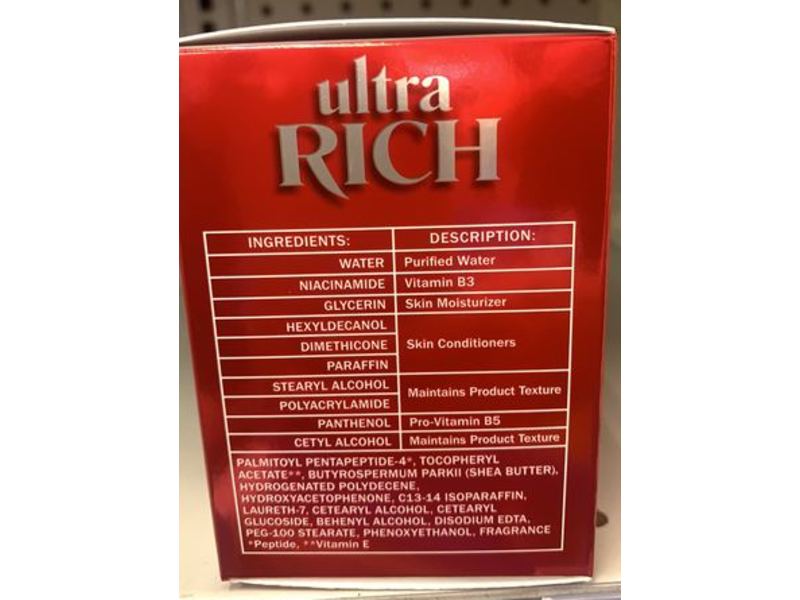 ultra
RICH
INGREDIENTS: DESCRIPTION:
WATER Purified Water
NIACINAMIDE Vitamin B3
GLYCERIN Skin Moisturizer
HEXYLDECANOL
DIMETHICONE Skin Conditioners
PARAFFIN
STEARYL ALCOHOL
Maintains Product Texture
POLYACRYLAMIDE
PANTHENOL Pro-Vitamin B5
CETYL ALCOHOL Maintains Product Texture
PALMITOYL PENTAPEPTIDE-4*, TOCOPHERYL
ACETATE**, BUTYROSPERMUM PARKII (SHEA BUTTER),
HYDROGENATED POLYDECENE,
HYDROXYACETOPHENONE, C13-14 ISOPARAFFIN,
LAURETH-7, CETEARYL ALCOHOL, CETEARYL
GLUCOSIDE, BEHENYL ALCOHOL, DISODIUM EDTA,
PEG-100 STEARATE, PHENOXYETHANOL, FRAGRANCE
*Peptide, **Vitamin E